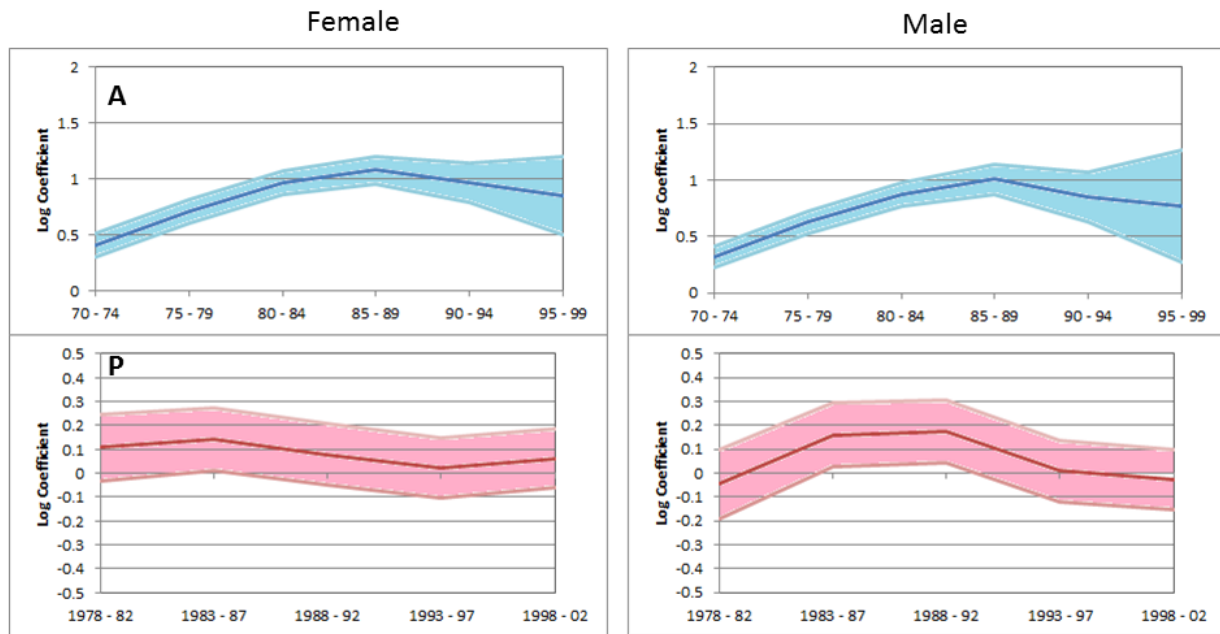 Female
Male
A
Log Coefficient
2
1.5
1
0.5
0
70 - 74 75 - 79 80 - 84 85 - 89 90 - 94 95 - 99
Log Coefficient
2
1.5
1
0.5
0
70 - 74 75 - 79 80 - 84 85 - 89 90 - 94 95 - 99
P
Log Coefficient
0.5
0.4
0.3
0.2
0.1
0
-0.1
-0.2
-0.3
-0.4
-0.5
1978 - 82 1983 - 87 1988 - 92 1993 - 97 1998 - 02
Log Coefficient
0.5
0.4
0.3
0.2
0.1
0
-0.1
-0.2
-0.3
-0.4
-0.5
1978 - 82 1983 - 87 1988 - 92 1993 - 97 1998 - 02